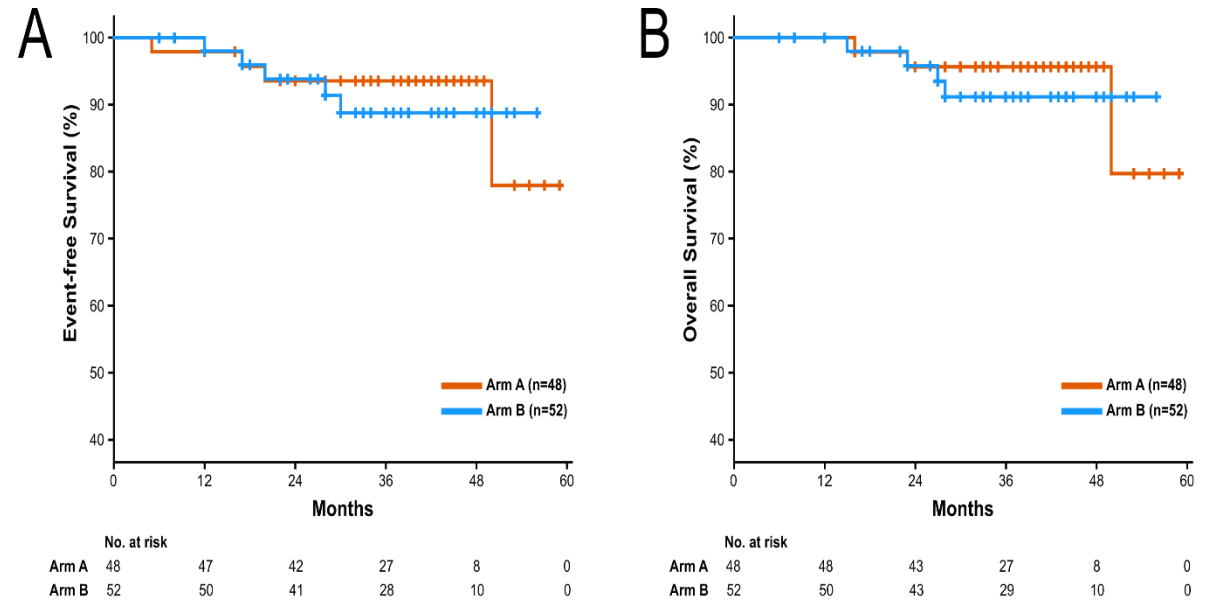 A
Event-free Survival (%)
100
90
80
70
60
50
40
Arm A (n=48)
Arm B (n=52)
0 12 24 36 48 60
Months
No. at risk
Arm A 48 47 42 27 8 0
Arm B 52 50 41 28 10 0
B
Overall Survival (%)
100
90
80
70
60
50
40
Arm A (n=48)
Arm B (n=52)
0 12 24 36 48 60
Months
No. at risk
Arm A 48 48 43 27 8 0
Arm B 52 50 43 29 10 0